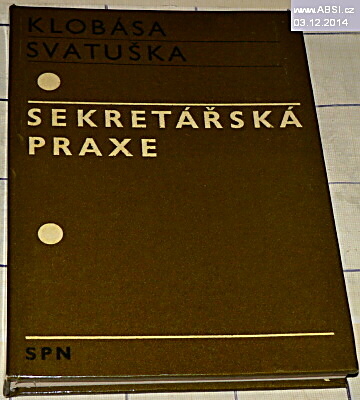 www.ABSI.cz
03.12.2014
KLOBÁSA
SVATUŠKA
SEKRETÁŘSKÁ
PRAXE
SPN